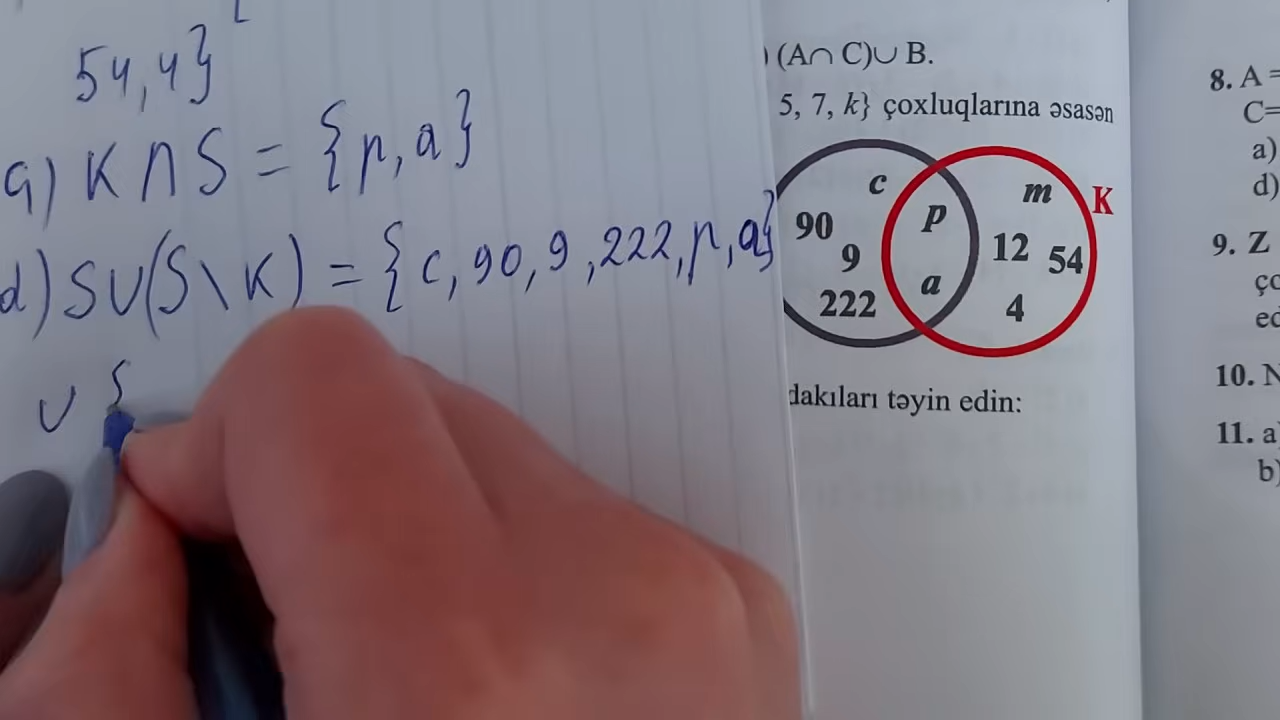 54,4}
q) K ∩ S = {p, a}
d) S∪(S \ K) = {c, 90, 9, 222, p, a}
∪ S
(A∩ C)∪ B.
5, 7, k} çoxluqlarına əsasən
c
m
K
90
p
12
54
9
a
222
4
dakıları təyin edin:
8. A =
C=
a)
d)
9. Z
ço
ed
10. N
11. a
b)